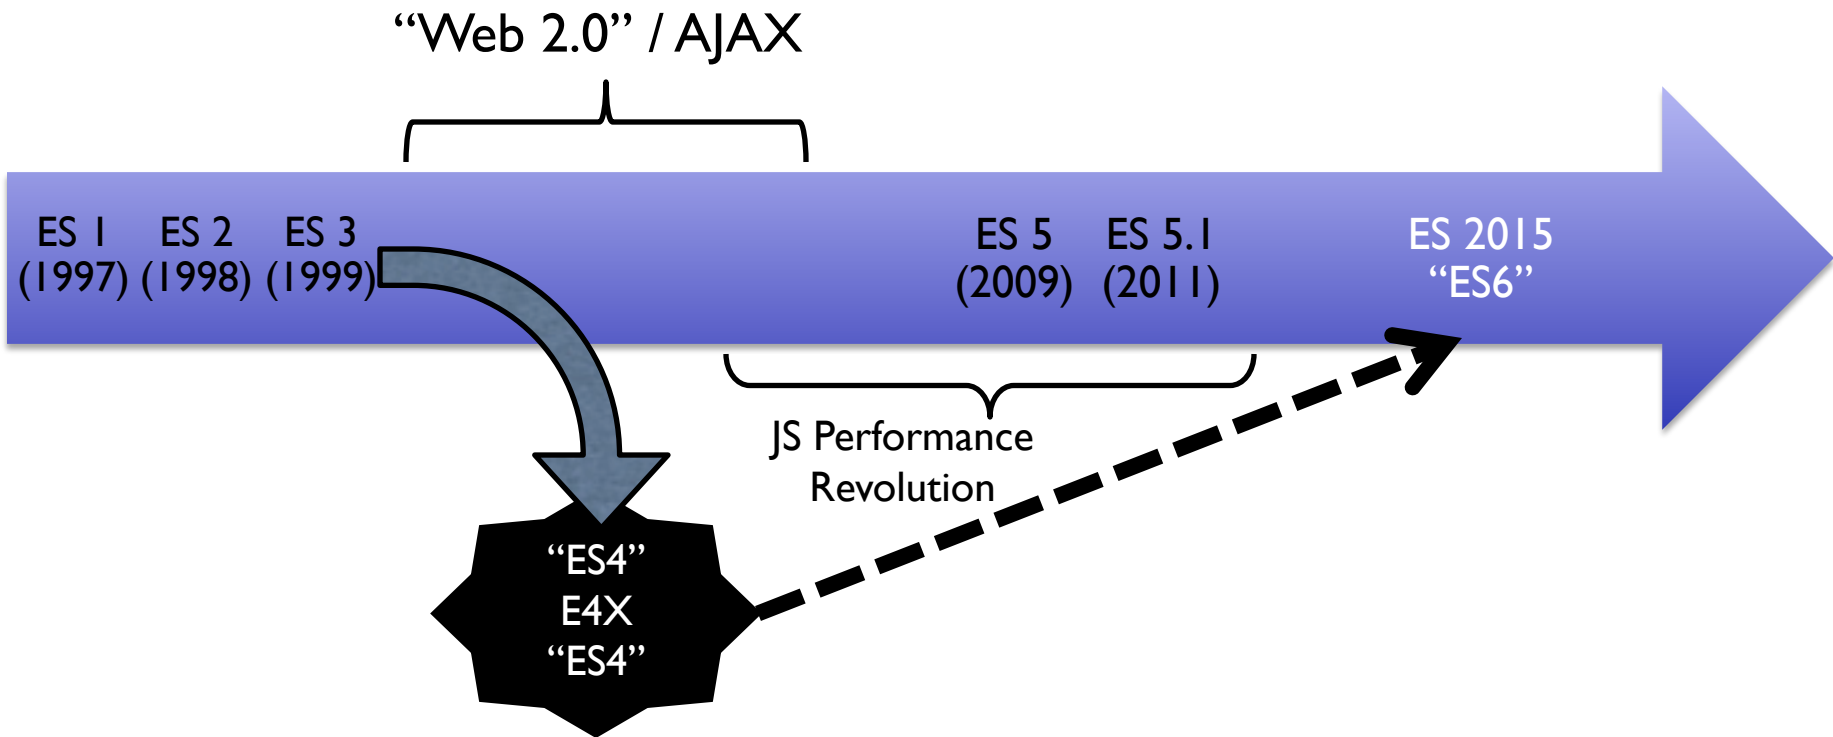 “Web 2.0” / AJAX
ES 1
(1997)
ES 2
(1998)
ES 3
(1999)
ES 5
(2009)
ES 5.1
(2011)
ES 2015
“ES6”
JS Performance
Revolution
“ES4”
E4X
“ES4”